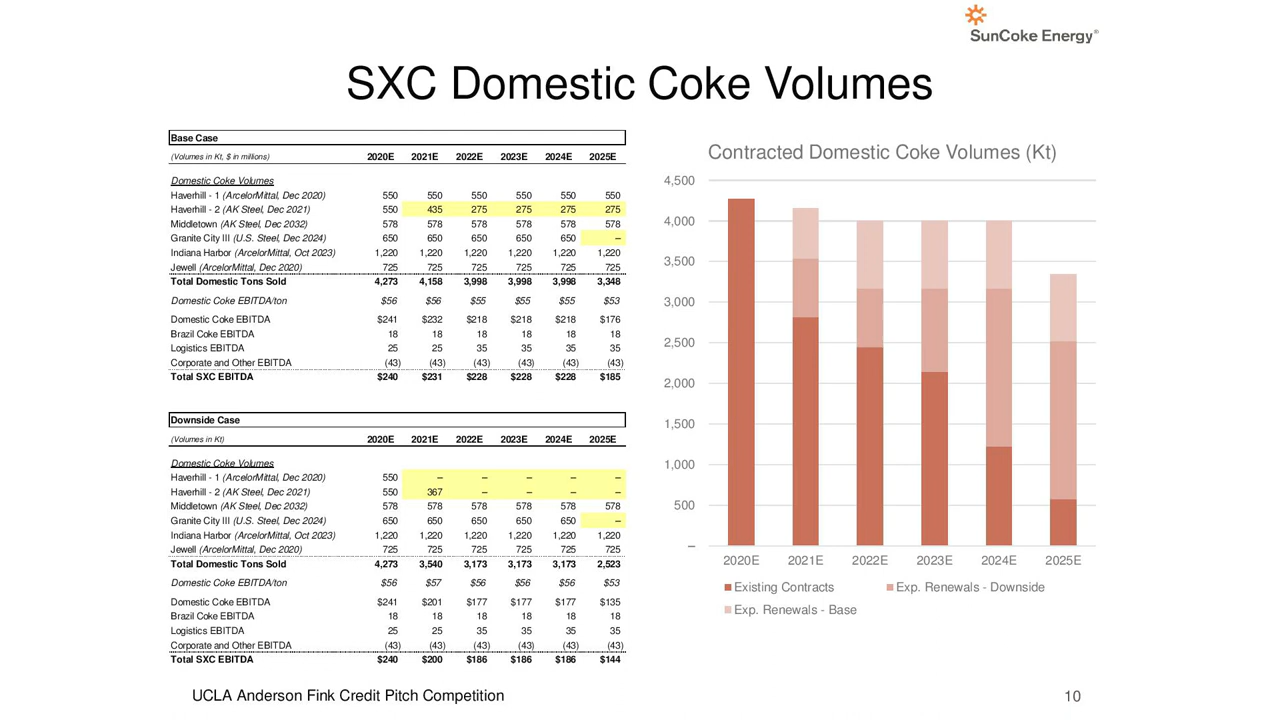 SunCoke Energy®
SXC Domestic Coke Volumes
Base Case
(Volumes in Kt, $ in millions) 2020E 2021E 2022E 2023E 2024E 2025E
Domestic Coke Volumes
Haverhill - 1 (ArcelorMittal, Dec 2020) 550 550 550 550 550 550
Haverhill - 2 (AK Steel, Dec 2021) 550 435 275 275 275 275
Middletown (AK Steel, Dec 2032) 578 578 578 578 578 578
Granite City III (U.S. Steel, Dec 2024) 650 650 650 650 650 –
Indiana Harbor (ArcelorMittal, Oct 2023) 1,220 1,220 1,220 1,220 1,220 1,220
Jewell (ArcelorMittal, Dec 2020) 725 725 725 725 725 725
Total Domestic Tons Sold 4,273 4,158 3,998 3,998 3,998 3,348
Domestic Coke EBITDA/ton $56 $56 $55 $55 $55 $53
Domestic Coke EBITDA $241 $232 $218 $218 $218 $176
Brazil Coke EBITDA 18 18 18 18 18 18
Logistics EBITDA 25 25 35 35 35 35
Corporate and Other EBITDA (43) (43) (43) (43) (43) (43)
Total SXC EBITDA $240 $231 $228 $228 $228 $185
Downside Case
(Volumes in Kt) 2020E 2021E 2022E 2023E 2024E 2025E
Domestic Coke Volumes
Haverhill - 1 (ArcelorMittal, Dec 2020) 550 – – – – –
Haverhill - 2 (AK Steel, Dec 2021) 550 367 – – – –
Middletown (AK Steel, Dec 2032) 578 578 578 578 578 578
Granite City III (U.S. Steel, Dec 2024) 650 650 650 650 650 –
Indiana Harbor (ArcelorMittal, Oct 2023) 1,220 1,220 1,220 1,220 1,220 1,220
Jewell (ArcelorMittal, Dec 2020) 725 725 725 725 725 725
Total Domestic Tons Sold 4,273 3,540 3,173 3,173 3,173 2,523
Domestic Coke EBITDA/ton $56 $57 $56 $56 $56 $53
Domestic Coke EBITDA $241 $201 $177 $177 $177 $135
Brazil Coke EBITDA 18 18 18 18 18 18
Logistics EBITDA 25 25 35 35 35 35
Corporate and Other EBITDA (43) (43) (43) (43) (43) (43)
Total SXC EBITDA $240 $200 $186 $186 $186 $144
Contracted Domestic Coke Volumes (Kt)
4,500
4,000
3,500
3,000
2,500
2,000
1,500
1,000
500
–
2020E 2021E 2022E 2023E 2024E 2025E
Existing Contracts Exp. Renewals - Downside
Exp. Renewals - Base
UCLA Anderson Fink Credit Pitch Competition 10